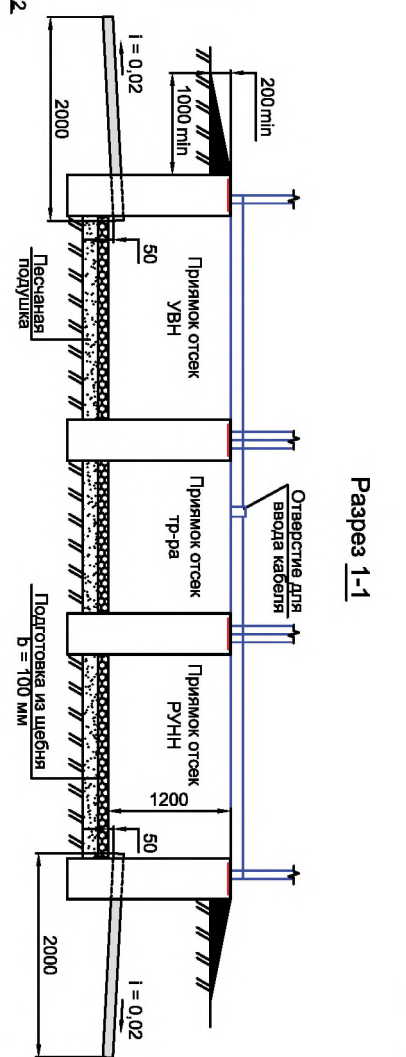 Разрез 1-1
200min
1000 min
i = 0,02
2000
50
Приямок отсек
УВН
Песчаная
подушка
Отверстие для
ввода кабеля
Приямок отсек
тр-ра
Приямок отсек
РУНН
Подготовка из щебня
b = 100 мм
1200
50
2000
i = 0,02
2